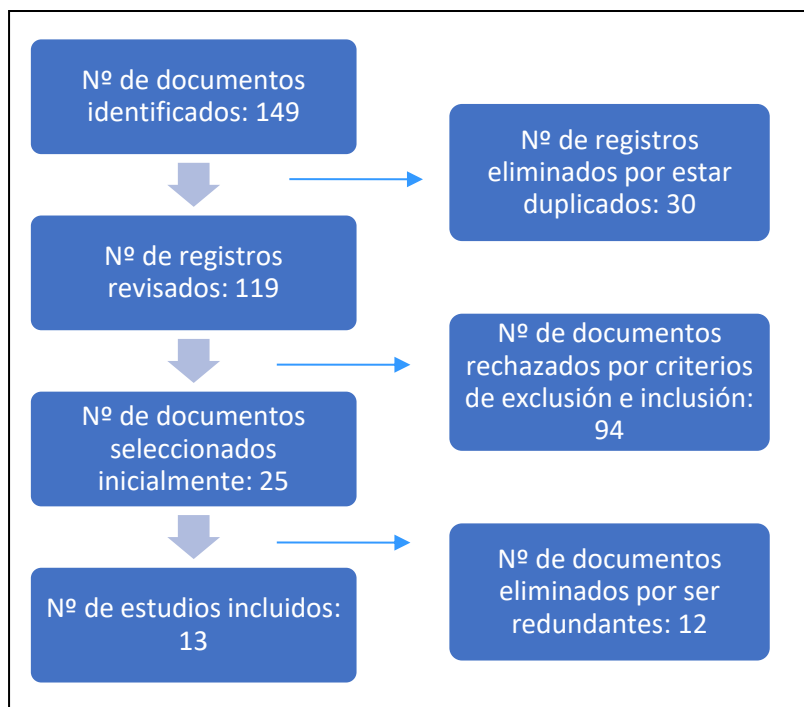 Nº de documentos
identificados: 149
Nº de registros
eliminados por estar
duplicados: 30
Nº de registros
revisados: 119
Nº de documentos
rechazados por criterios
de exclusión e inclusión:
94
Nº de documentos
seleccionados
inicialmente: 25
Nº de documentos
eliminados por ser
redundantes: 12
Nº de estudios incluidos:
13